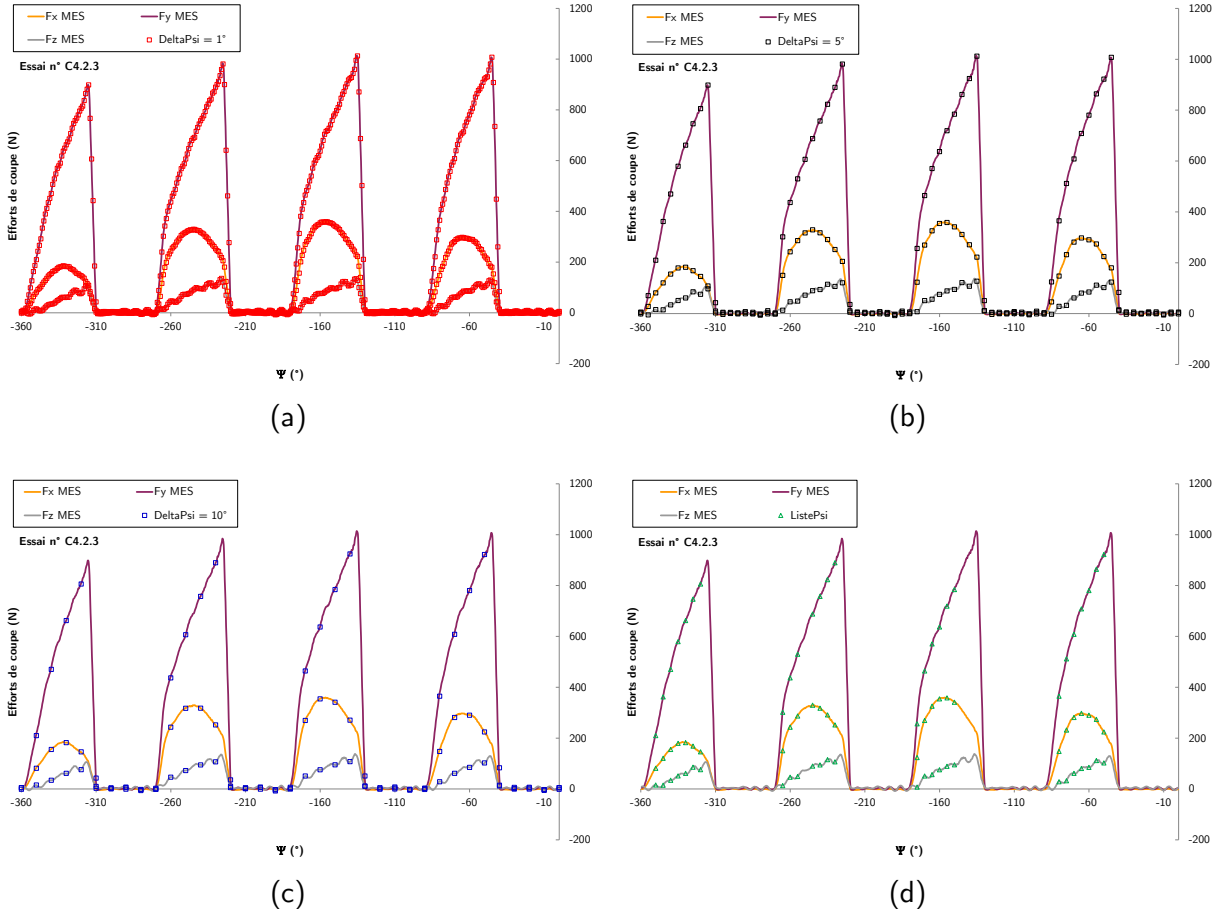 Fx MES Fy MES
Fz MES DeltaPsi = 1°
Essai n° C4.2.3
Efforts de coupe (N)
1200
1000
800
600
400
200
0
-200
-360 -310 -260 -210 -160 -110 -60 -10
Ψ (°)
(a)
Fx MES Fy MES
Fz MES DeltaPsi = 5°
Essai n° C4.2.3
Efforts de coupe (N)
1200
1000
800
600
400
200
0
-200
-360 -310 -260 -210 -160 -110 -60 -10
Ψ (°)
(b)
Fx MES Fy MES
Fz MES DeltaPsi = 10°
Essai n° C4.2.3
Efforts de coupe (N)
1200
1000
800
600
400
200
0
-200
-360 -310 -260 -210 -160 -110 -60 -10
Ψ (°)
(c)
Fx MES Fy MES
Fz MES ListePsi
Essai n° C4.2.3
Efforts de coupe (N)
1200
1000
800
600
400
200
0
-200
-360 -310 -260 -210 -160 -110 -60 -10
Ψ (°)
(d)